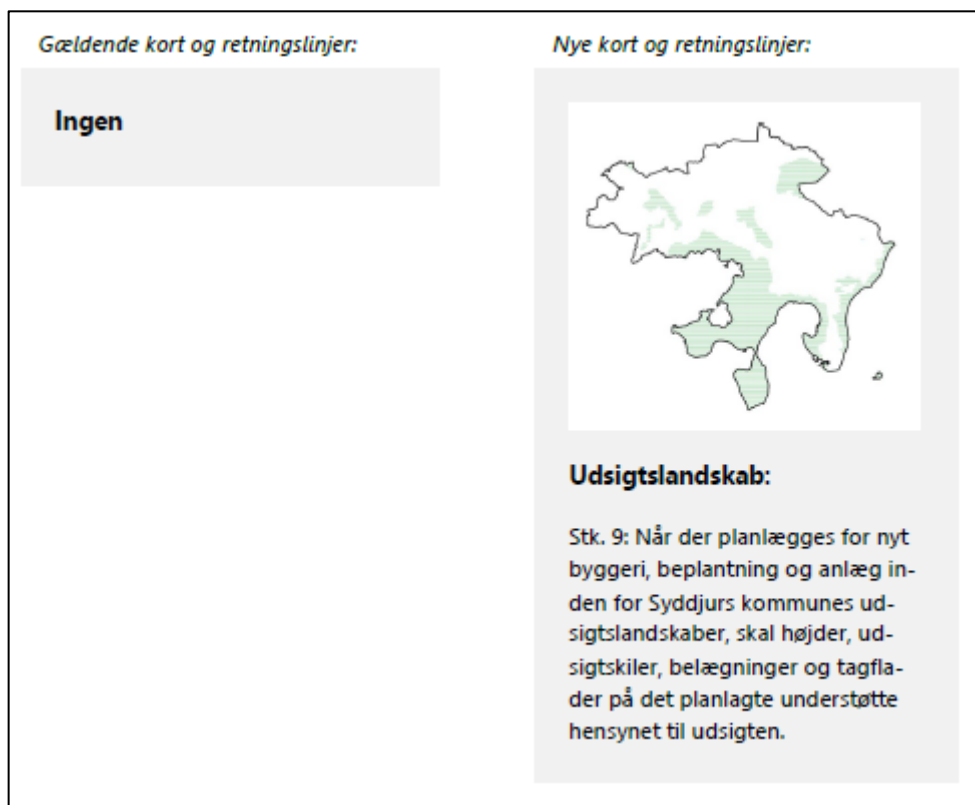 Gældende kort og retningslinjer:
Ingen
Nye kort og retningslinjer:
Udsigtslandskab:
Stk. 9: Når der planlægges for nyt
byggeri, beplantning og anlæg in-
den for Syddjurs kommunes ud-
sigtslandskaber, skal højder, ud-
sigtskiler, belægninger og tagfla-
der på det planlagte understøtte
hensynet til udsigten.